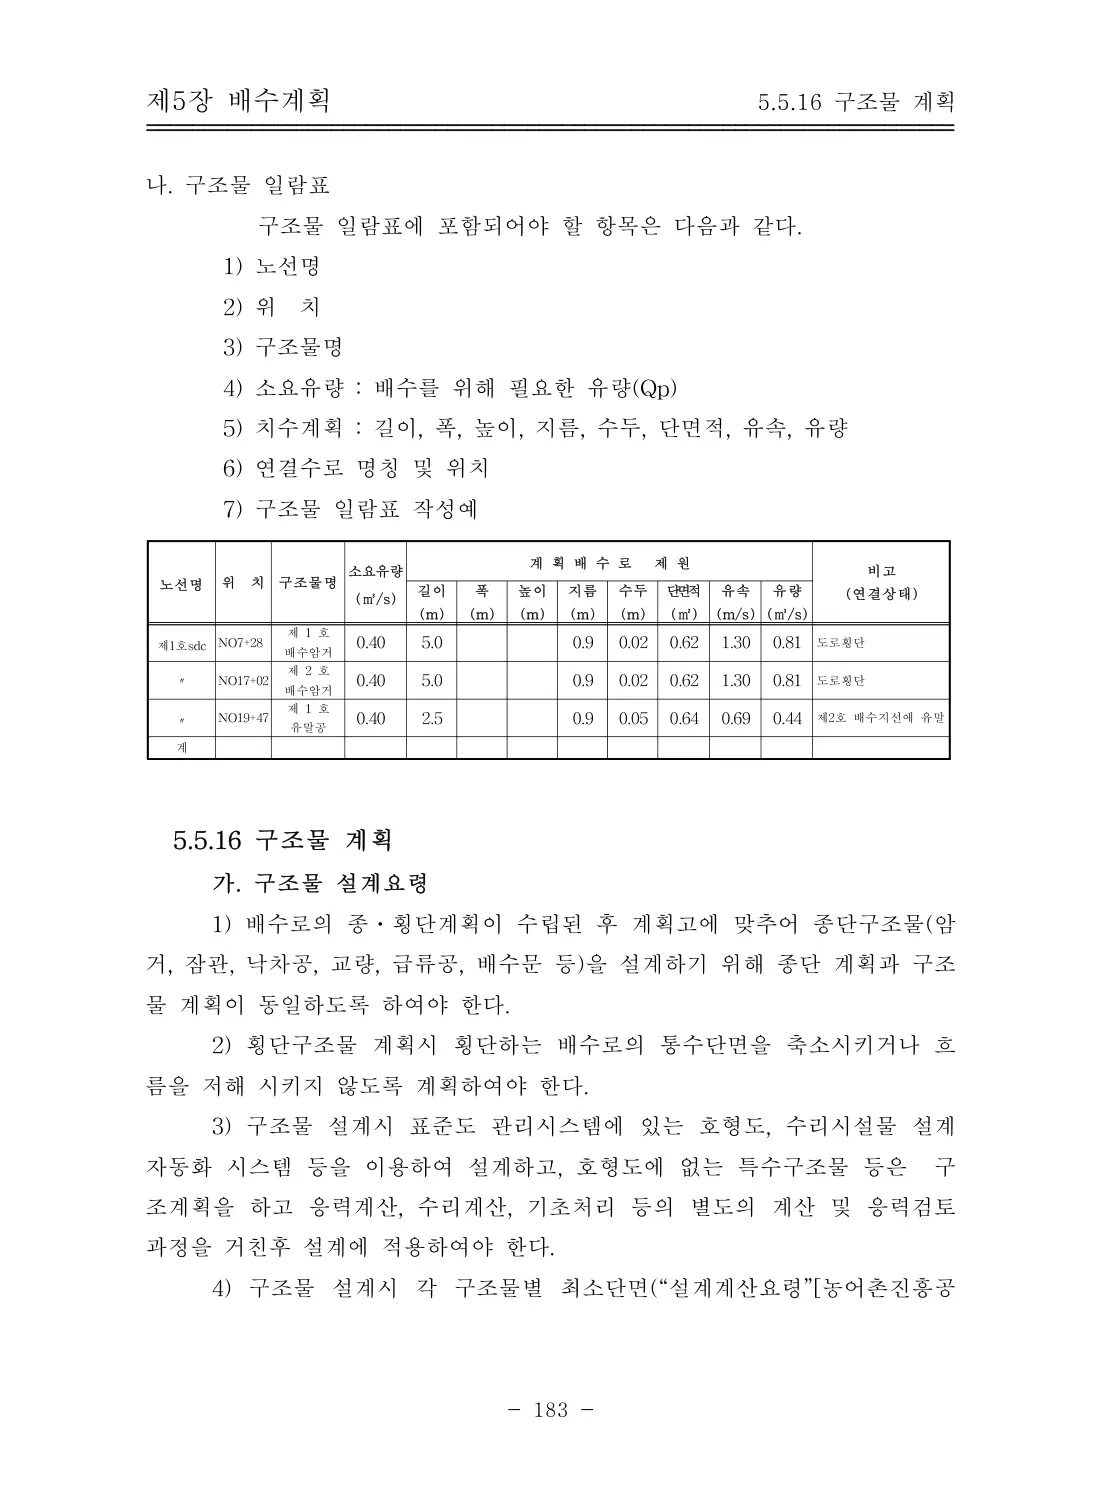 제5장 배수계획 5.5.16 구조물 계획
나. 구조물 일람표
구조물 일람표에 포함되어야 할 항목은 다음과 같다.
1) 노선명
2) 위 치
3) 구조물명
4) 소요유량 : 배수를 위해 필요한 유량(Qp)
5) 치수계획 : 길이, 폭, 높이, 지름, 수두, 단면적, 유속, 유량
6) 연결수로 명칭 및 위치
7) 구조물 일람표 작성예
노선명 위 치 구조물명 소요유량 (㎥/s) 계 획 배 수 로 제 원 비고 (연결상태)
길이 (m) 폭 (m) 높이 (m) 지름 (m) 수두 (m) 단면적 (㎡) 유속 (m/s) 유량 (㎥/s)
제1호sdc NO7+28 제 1 호 배수암거 0.40 5.0 0.9 0.02 0.62 1.30 0.81 도로횡단
〃 NO17+02 제 2 호 배수암거 0.40 5.0 0.9 0.02 0.62 1.30 0.81 도로횡단
〃 NO19+47 제 1 호 유말공 0.40 2.5 0.9 0.05 0.64 0.69 0.44 제2호 배수지선에 유말
계
5.5.16 구조물 계획
가. 구조물 설계요령
1) 배수로의 종·횡단계획이 수립된 후 계획고에 맞추어 종단구조물(암
거, 잠관, 낙차공, 교량, 급류공, 배수문 등)을 설계하기 위해 종단 계획과 구조
물 계획이 동일하도록 하여야 한다.
2) 횡단구조물 계획시 횡단하는 배수로의 통수단면을 축소시키거나 흐
름을 저해 시키지 않도록 계획하여야 한다.
3) 구조물 설계시 표준도 관리시스템에 있는 호형도, 수리시설물 설계
자동화 시스템 등을 이용하여 설계하고, 호형도에 없는 특수구조물 등은 구
조계획을 하고 응력계산, 수리계산, 기초처리 등의 별도의 계산 및 응력검토
과정을 거친후 설계에 적용하여야 한다.
4) 구조물 설계시 각 구조물별 최소단면(“설계계산요령”[농어촌진흥공
- 183 -